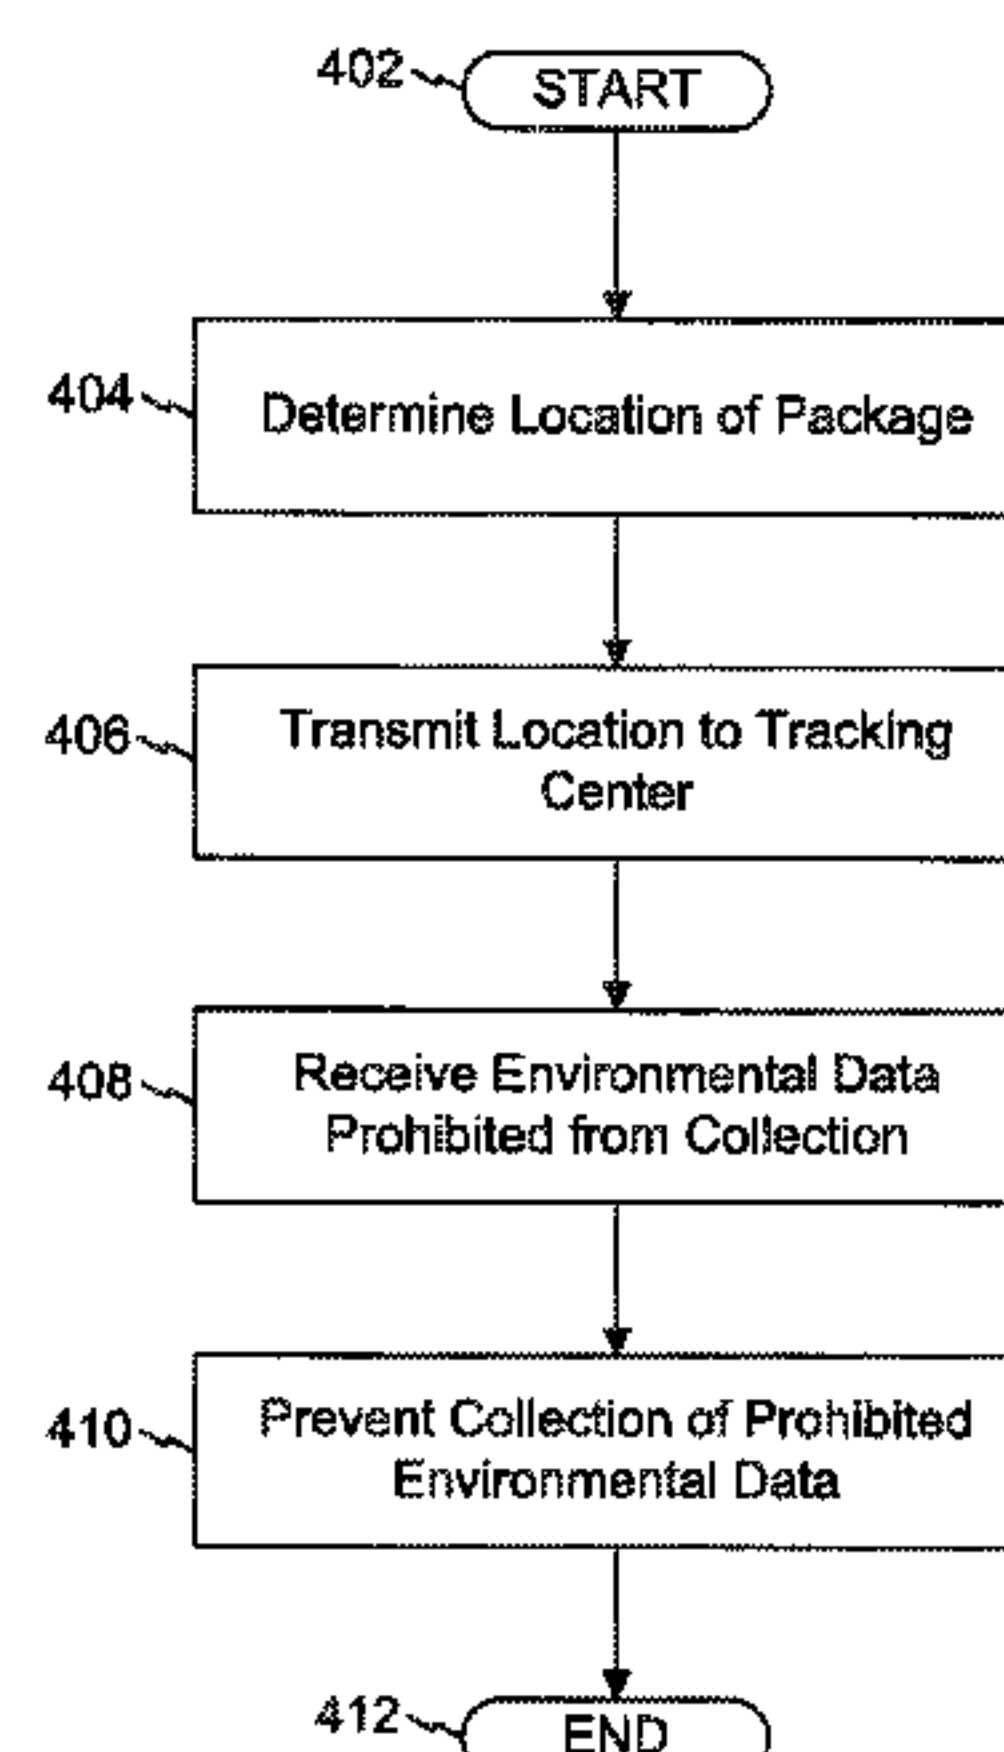 402
START
404
Determine Location of Package
406
Transmit Location to Tracking
Center
408
Receive Environmental Data
Prohibited from Collection
410
Prevent Collection of Prohibited
Environmental Data
412
END